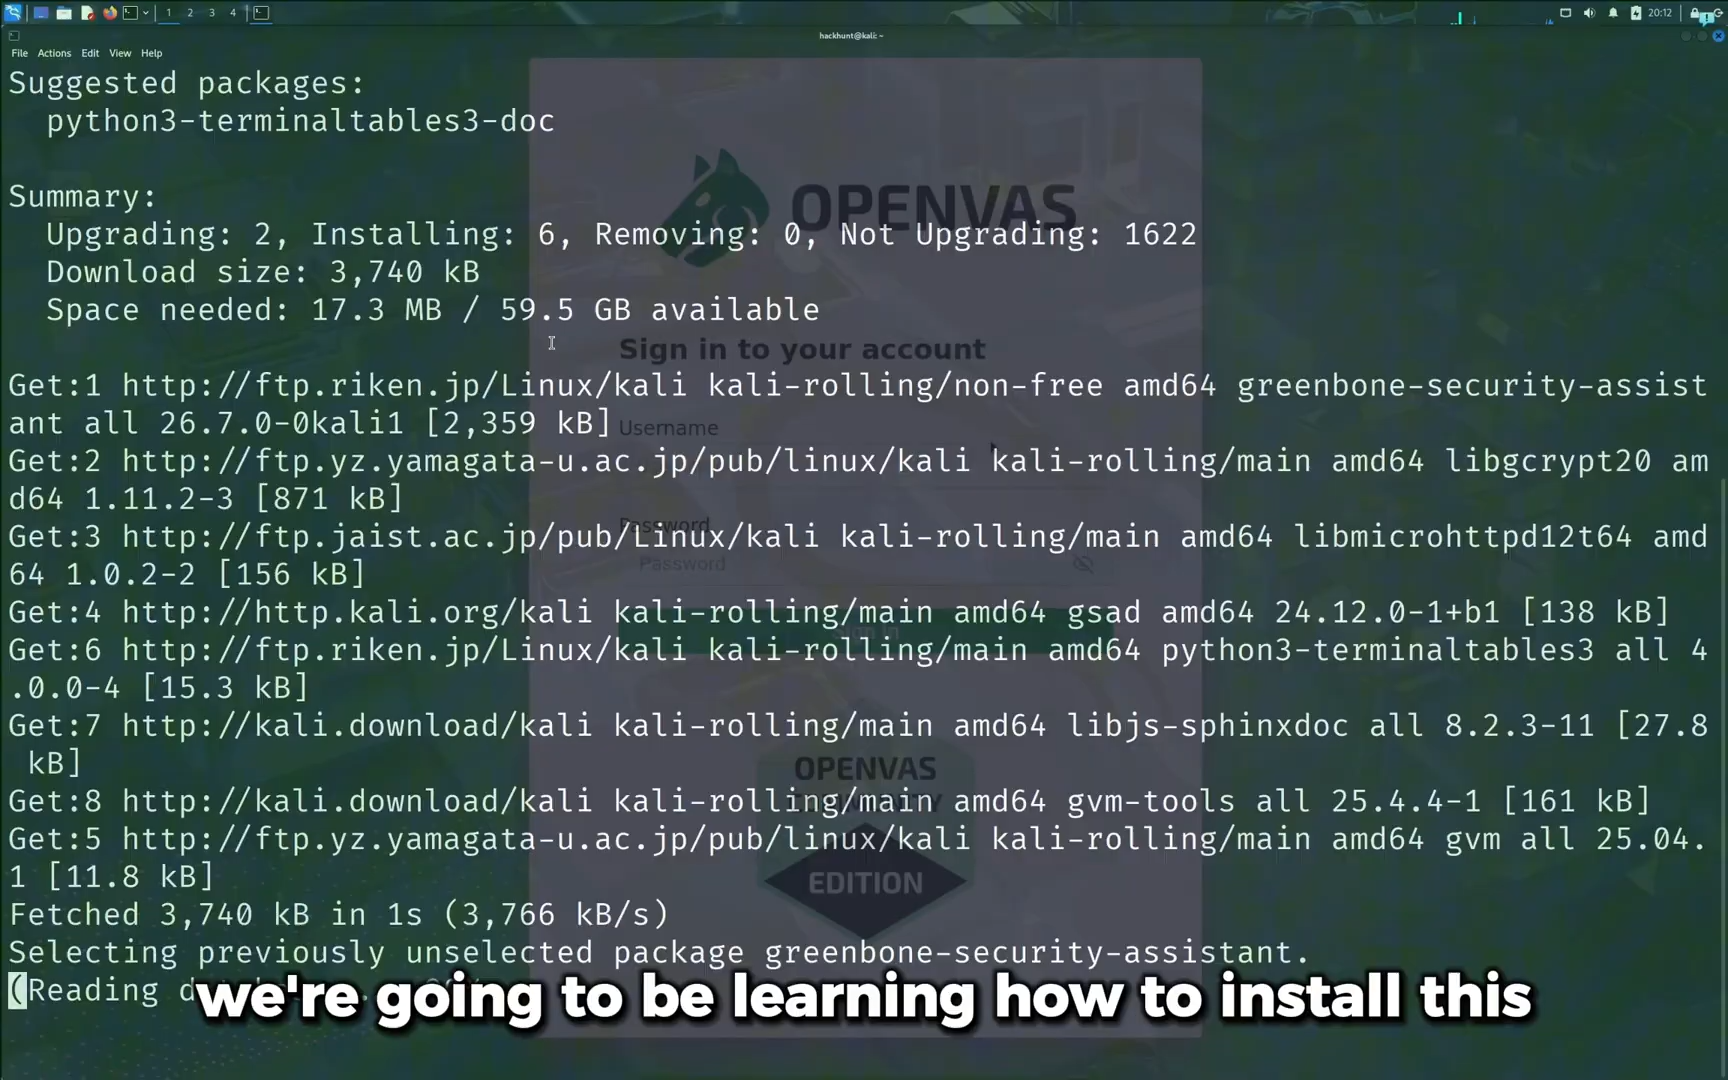 1 2 3 4
20:12
hackhunt@kali: ~
File Actions Edit View Help
Suggested packages:
python3-terminaltables3-doc
Summary:
Upgrading: 2, Installing: 6, Removing: 0, Not Upgrading: 1622
Download size: 3,740 kB
Space needed: 17.3 MB / 59.5 GB available
Get:1 http://ftp.riken.jp/Linux/kali kali-rolling/non-free amd64 greenbone-security-assist
ant all 26.7.0-0kali1 [2,359 kB]
Get:2 http://ftp.yz.yamagata-u.ac.jp/pub/linux/kali kali-rolling/main amd64 libgcrypt20 am
d64 1.11.2-3 [871 kB]
Get:3 http://ftp.jaist.ac.jp/pub/Linux/kali kali-rolling/main amd64 libmicrohttpd12t64 amd
64 1.0.2-2 [156 kB]
Get:4 http://http.kali.org/kali kali-rolling/main amd64 gsad amd64 24.12.0-1+b1 [138 kB]
Get:6 http://ftp.riken.jp/Linux/kali kali-rolling/main amd64 python3-terminaltables3 all 4
.0.0-4 [15.3 kB]
Get:7 http://kali.download/kali kali-rolling/main amd64 libjs-sphinxdoc all 8.2.3-11 [27.8
kB]
Get:8 http://kali.download/kali kali-rolling/main amd64 gvm-tools all 25.4.4-1 [161 kB]
Get:5 http://ftp.yz.yamagata-u.ac.jp/pub/linux/kali kali-rolling/main amd64 gvm all 25.04.
1 [11.8 kB]
Fetched 3,740 kB in 1s (3,766 kB/s)
Selecting previously unselected package greenbone-security-assistant.
(Reading
OPENVAS
Sign in to your account
Username
Password
Password
Sign In
OPENVAS
COMMUNITY
EDITION
we're going to be learning how to install this